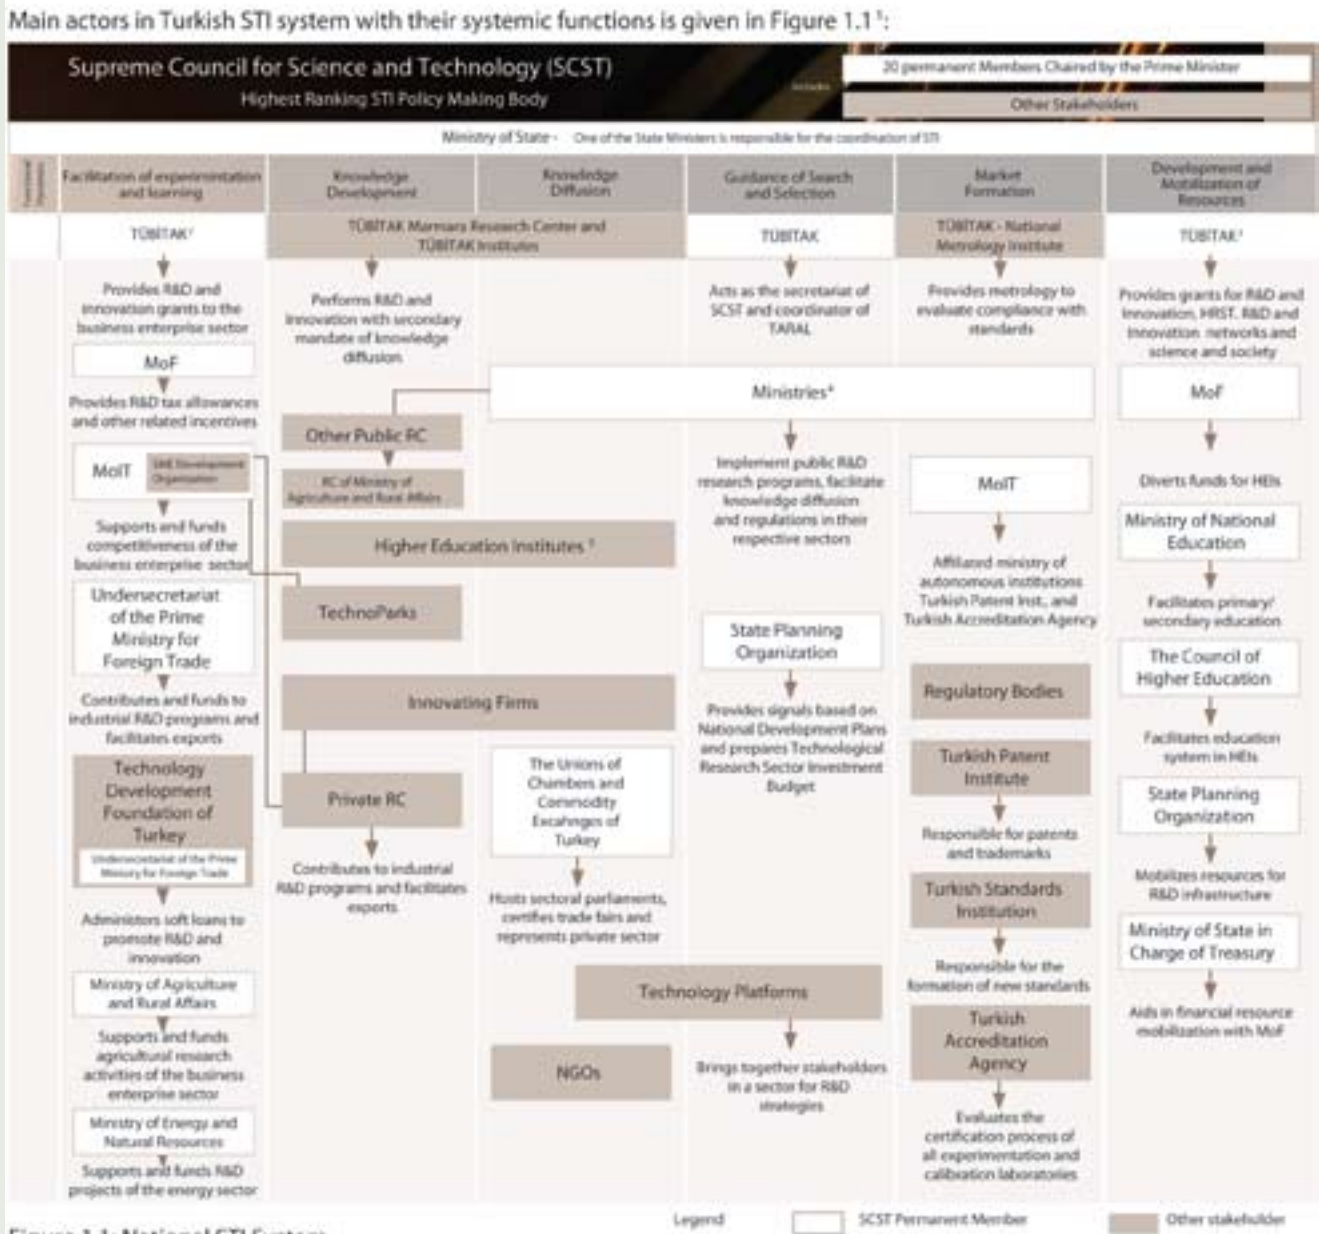 Main actors in Turkish STI system with their systemic functions is given in Figure 1.1¹:
Supreme Council for Science and Technology (SCST)
Highest Ranking STI Policy Making Body
includes
20 permanent Members Chaired by the Prime Minister
Other Stakeholders
Ministry of State - One of the State Ministers is responsible for the coordination of STI
Facilitation of experimentation
and learning
Knowledge
Development
Knowledge
Diffusion
Guidance of Search
and Selection
Market
Formation
Development and
Mobilization of
Resources
TÜBİTAK²
Provides R&D and
innovation grants to the
business enterprise sector
MoF
Provides R&D tax allowances
and other related incentives
MoIT
SME Development
Organization
Supports and funds
competitiveness of the
business enterprise sector
Undersecretariat
of the Prime
Ministry for
Foreign Trade
Contributes and funds to
industrial R&D programs and
facilitates exports
Technology
Development
Foundation of
Turkey
Undersecretariat of the Prime
Ministry for Foreign Trade
Administors soft loans to
promote R&D and
innovation
Ministry of Agriculture
and Rural Affairs
Supports and funds
agricultural research
activities of the business
enterprise sector
Ministry of Energy and
Natural Resources
Supports and funds R&D
projects of the energy sector
TÜBİTAK Marmara Research Center and
TÜBİTAK Institutes
Performs R&D and
innovation with secondary
mandate of knowledge
diffusion
Other Public RC
RC of Ministry of
Agriculture and Rural Affairs
Higher Education Institutes ⁵
TechnoParks
Innovating Firms
Private RC
Contributes to industrial
R&D programs and facilitates
exports
The Unions of
Chambers and
Commodity
Excahnges of
Turkey
Hosts sectoral parliaments,
certifies trade fairs and
represents private sector
Technology Platforms
NGOs
TÜBİTAK
Acts as the secretariat of
SCST and coordinator of
TARAL
Ministries⁴
Implement public R&D
research programs, facilitate
knowledge diffusion
and regulations in their
respective sectors
State Planning
Organization
Provides signals based on
National Development Plans
and prepares Technological
Research Sector Investment
Budget
Brings together stakeholders
in a sector for R&D
strategies
TÜBİTAK - National
Metrology Institute
Provides metrology to
evaluate compliance with
standards
MoIT
Affiliated ministry of
autonomous institutions
Turkish Patent Inst., and
Turkish Accreditation Agency
Regulatory Bodies
Turkish Patent
Institute
Responsible for patents
and trademarks
Turkish Standards
Institution
Responsible for the
formation of new standards
Turkish
Accreditation
Agency
Evaluates the
certification process of
all experimentation and
calibration laboratories
TÜBİTAK³
Provides grants for R&D and
Innovation, HRST, R&D and
Innovation networks and
science and society
MoF
Diverts funds for HEIs
Ministry of National
Education
Facilitates primary/
secondary education
The Council of
Higher Education
Facilitates education
system in HEIs
State Planning
Organization
Mobilizes resources for
R&D infrastructure
Ministry of State in
Charge of Treasury
Aids in financial resource
mobilization with MoF
Legend
SCST Permanent Member
Other stakeholder
Figure 1.1: National STI System